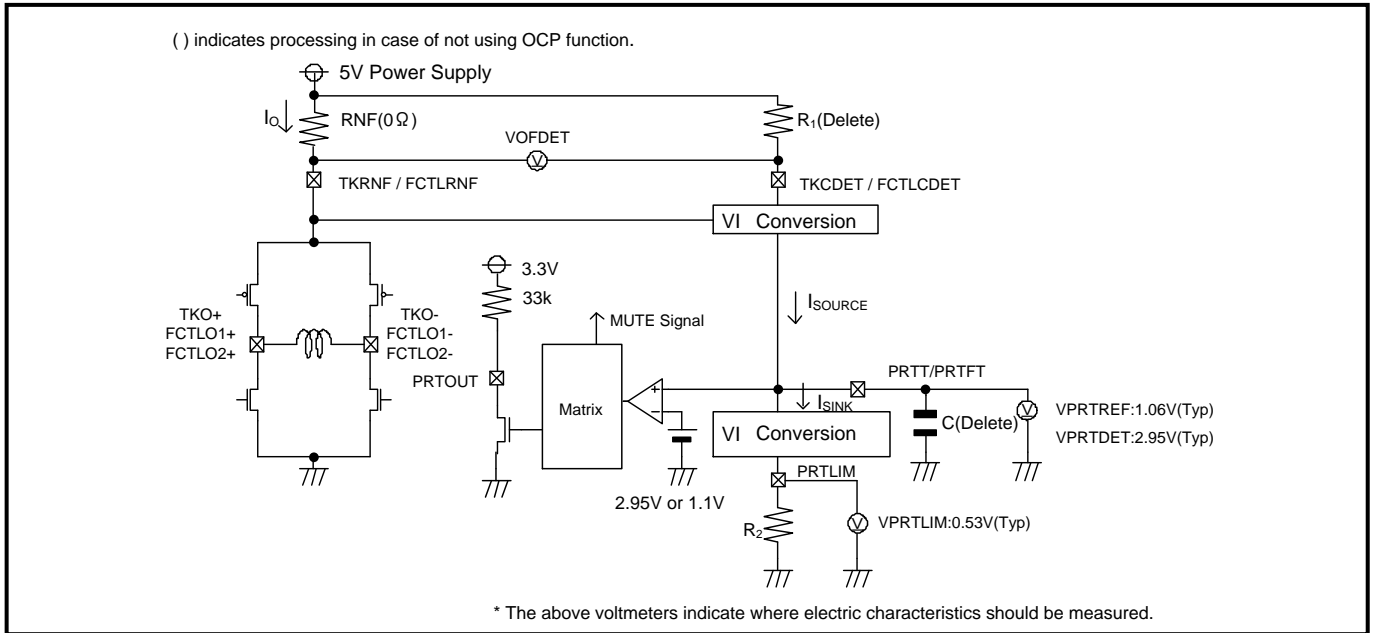 ( ) indicates processing in case of not using OCP function.
5V Power Supply
IO
RNF(0Ω)
R1(Delete)
VOFDET
TKRNF / FCTLRNF
TKCDET / FCTLCDET
VI Conversion
3.3V
33k
ISOURCE
TKO+
FCTLO1+
FCTLO2+
TKO-
FCTLO1-
FCTLO2-
MUTE Signal
PRTOUT
PRTT/PRTFT
Matrix
+
−
ISINK
C(Delete)
V
VPRTREF:1.06V(Typ)
VPRTDET:2.95V(Typ)
VI Conversion
PRTLIM
2.95V or 1.1V
R2
V
VPRTLIM:0.53V(Typ)
V
* The above voltmeters indicate where electric characteristics should be measured.